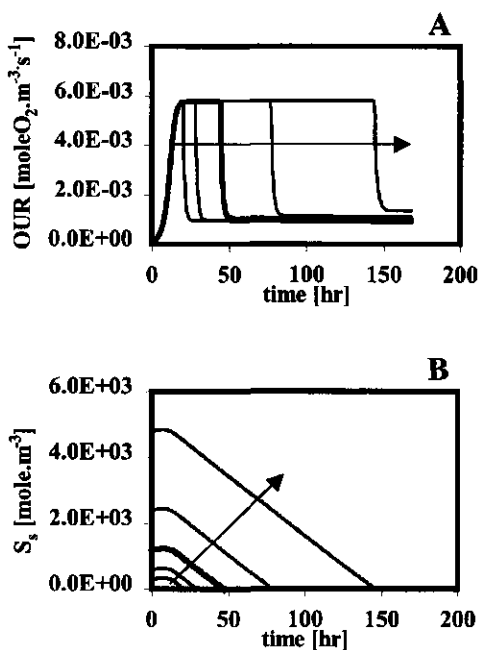 A
8.0E-03
6.0E-03
4.0E-03
2.0E-03
0.0E+00
OUR [moleO₂.m⁻³.s⁻¹]
0 50 100 150 200
time [hr]
B
6.0E+03
4.0E+03
2.0E+03
0.0E+00
Sₛ [mole.m⁻³]
0 50 100 150 200
time [hr]